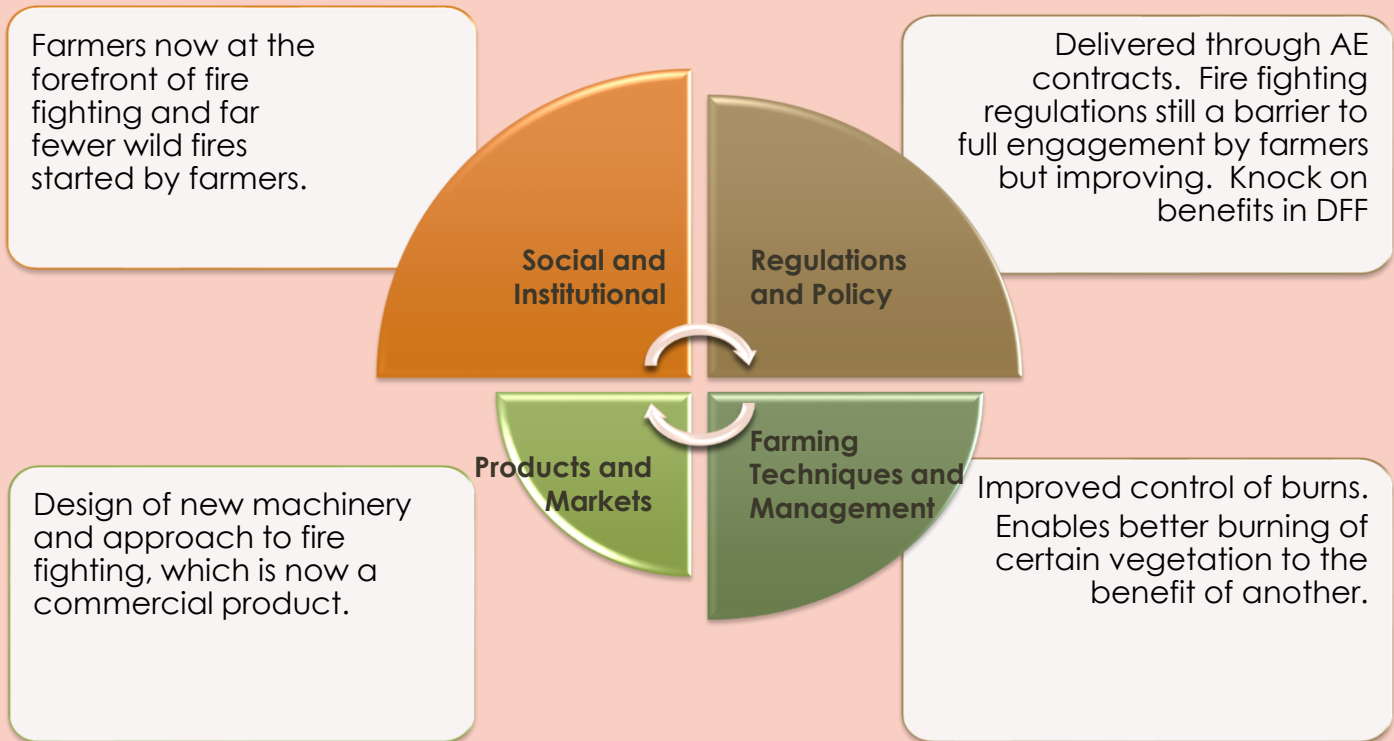 Farmers now at the
forefront of fire
fighting and far
fewer wild fires
started by farmers.
Delivered through AE
contracts.  Fire fighting
regulations still a barrier to
full engagement by farmers
but improving.  Knock on
benefits in DFF
Social and
Institutional
Regulations
and Policy
Products and
Markets
Farming
Techniques and
Management
Design of new machinery
and approach to fire
fighting, which is now a
commercial product.
Improved control of burns.
Enables better burning of
certain vegetation to the
benefit of another.